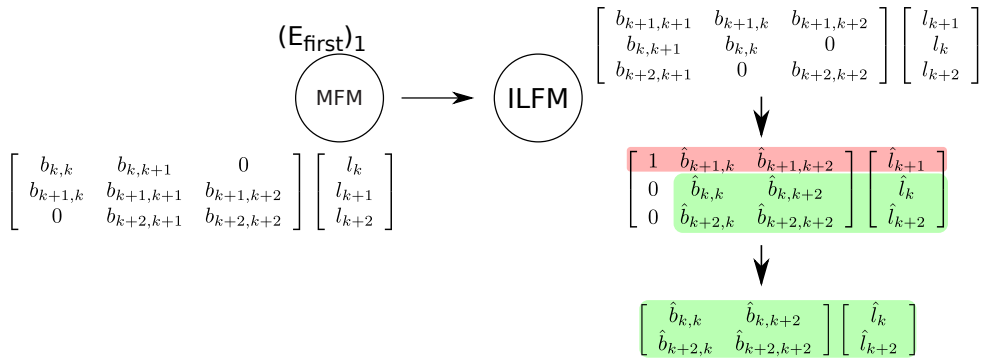 (E_first)_1
MFM
ILFM
b_{k,k} b_{k,k+1} 0 l_k
b_{k+1,k} b_{k+1,k+1} b_{k+1,k+2} l_{k+1}
0 b_{k+2,k+1} b_{k+2,k+2} l_{k+2}
b_{k+1,k+1} b_{k+1,k} b_{k+1,k+2} l_{k+1}
b_{k,k+1} b_{k,k} 0 l_k
b_{k+2,k+1} 0 b_{k+2,k+2} l_{k+2}
1 b̂_{k+1,k} b̂_{k+1,k+2} l̂_{k+1}
0 b̂_{k,k} b̂_{k,k+2} l̂_k
0 b̂_{k+2,k} b̂_{k+2,k+2} l̂_{k+2}
b̂_{k,k} b̂_{k,k+2} l̂_k
b̂_{k+2,k} b̂_{k+2,k+2} l̂_{k+2}